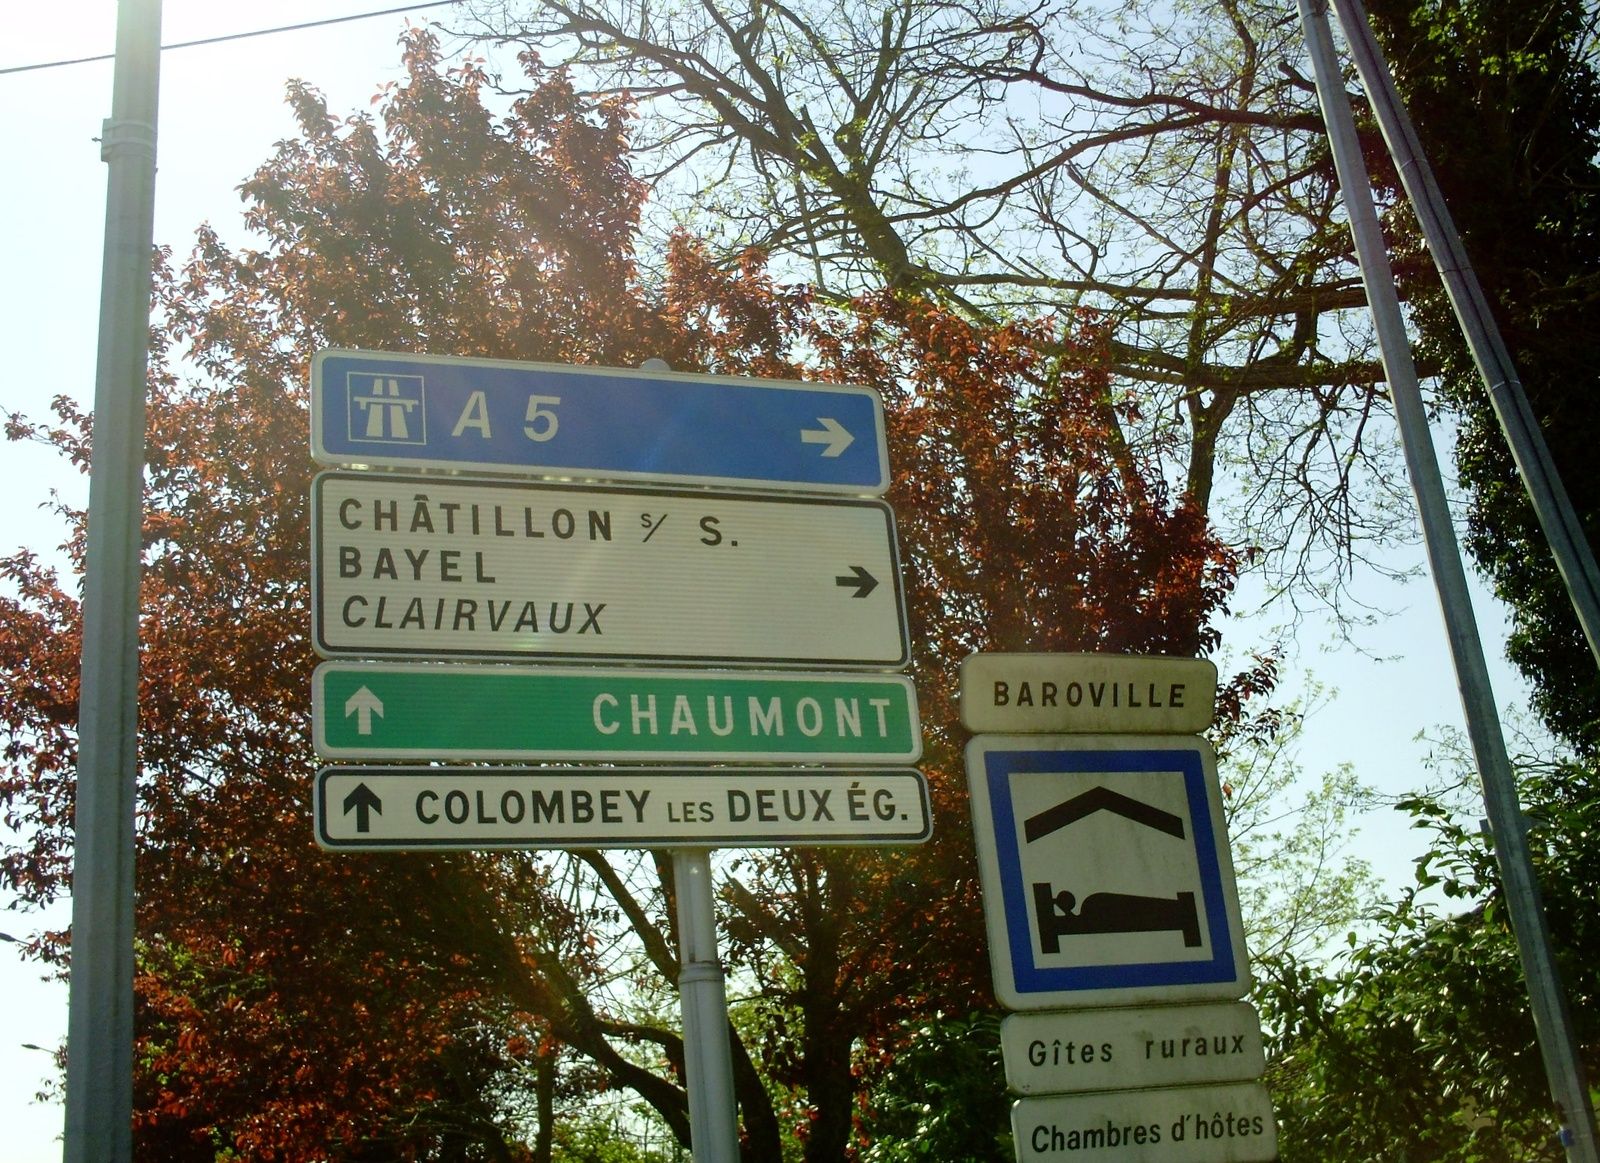 A 5
CHÂTILLON s/ S.
BAYEL
CLAIRVAUX
CHAUMONT
COLOMBEY LES DEUX ÉG.
BAROVILLE
Gîtes ruraux
Chambres d'hôtes